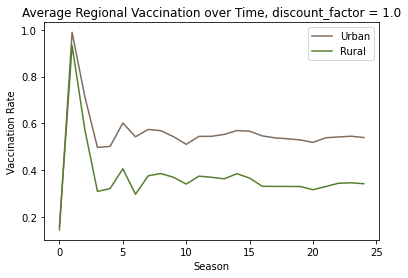 Average Regional Vaccination over Time, discount_factor = 1.0
Urban
Rural
Vaccination Rate
1.0
0.8
0.6
0.4
0.2
0
5
10
15
20
25
Season